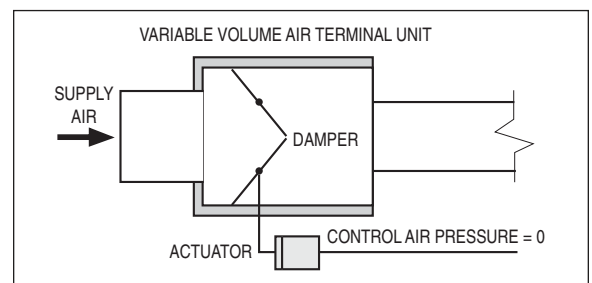 VARIABLE VOLUME AIR TERMINAL UNIT
SUPPLY
AIR
DAMPER
ACTUATOR
CONTROL AIR PRESSURE = 0